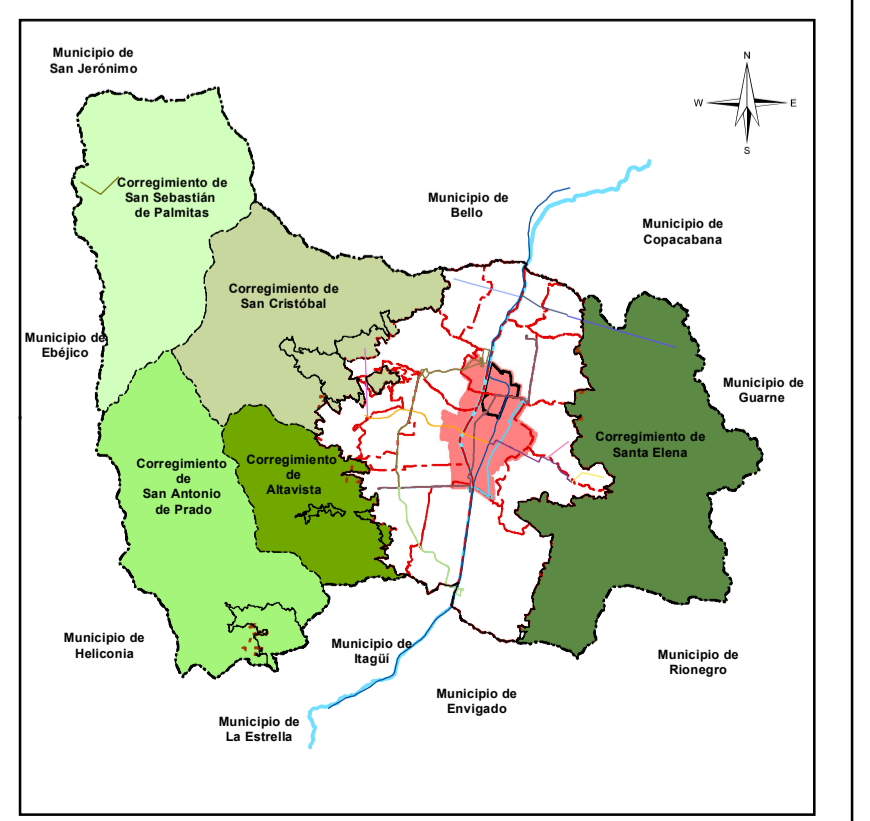 Municipio de
San Jerónimo
N
W
E
S
Corregimiento de
San Sebastián
de Palmitas
Municipio de
Bello
Municipio de
Copacabana
Corregimiento de
San Cristóbal
Municipio de
Ebéjico
Municipio de
Guarne
Corregimiento de
Santa Elena
Corregimiento
de
San Antonio
de Prado
Corregimiento
de
Altavista
Municipio de
Heliconia
Municipio de
Itagüí
Municipio de
Rionegro
Municipio de
Envigado
Municipio de
La Estrella